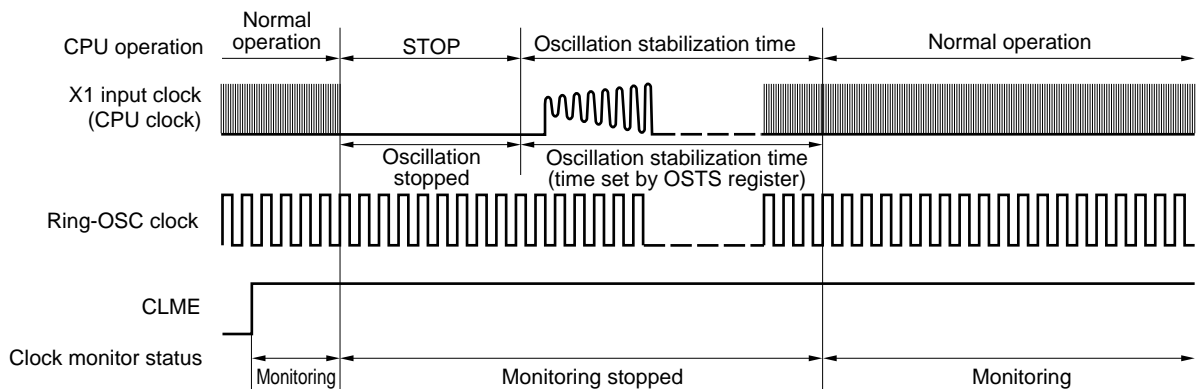 Normal
operation
CPU operation
STOP
Oscillation stabilization time
Normal operation
X1 input clock
(CPU clock)
Oscillation
stopped
Oscillation stabilization time
(time set by OSTS register)
Ring-OSC clock
CLME
Clock monitor status
Monitoring
Monitoring stopped
Monitoring